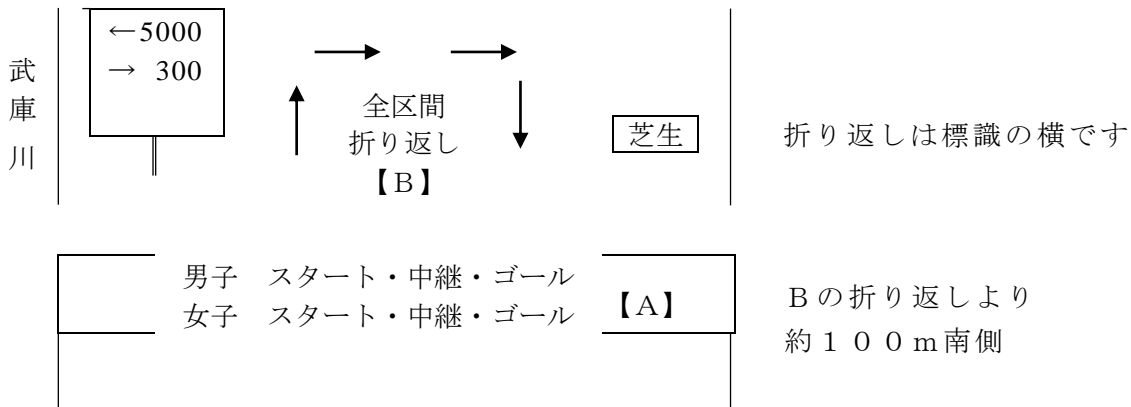 武庫川
←5000
→ 300
全区間
折り返し
【B】
芝生
折り返しは標識の横です
男子 スタート・中継・ゴール
女子 スタート・中継・ゴール
【A】
Bの折り返しより
約100m南側